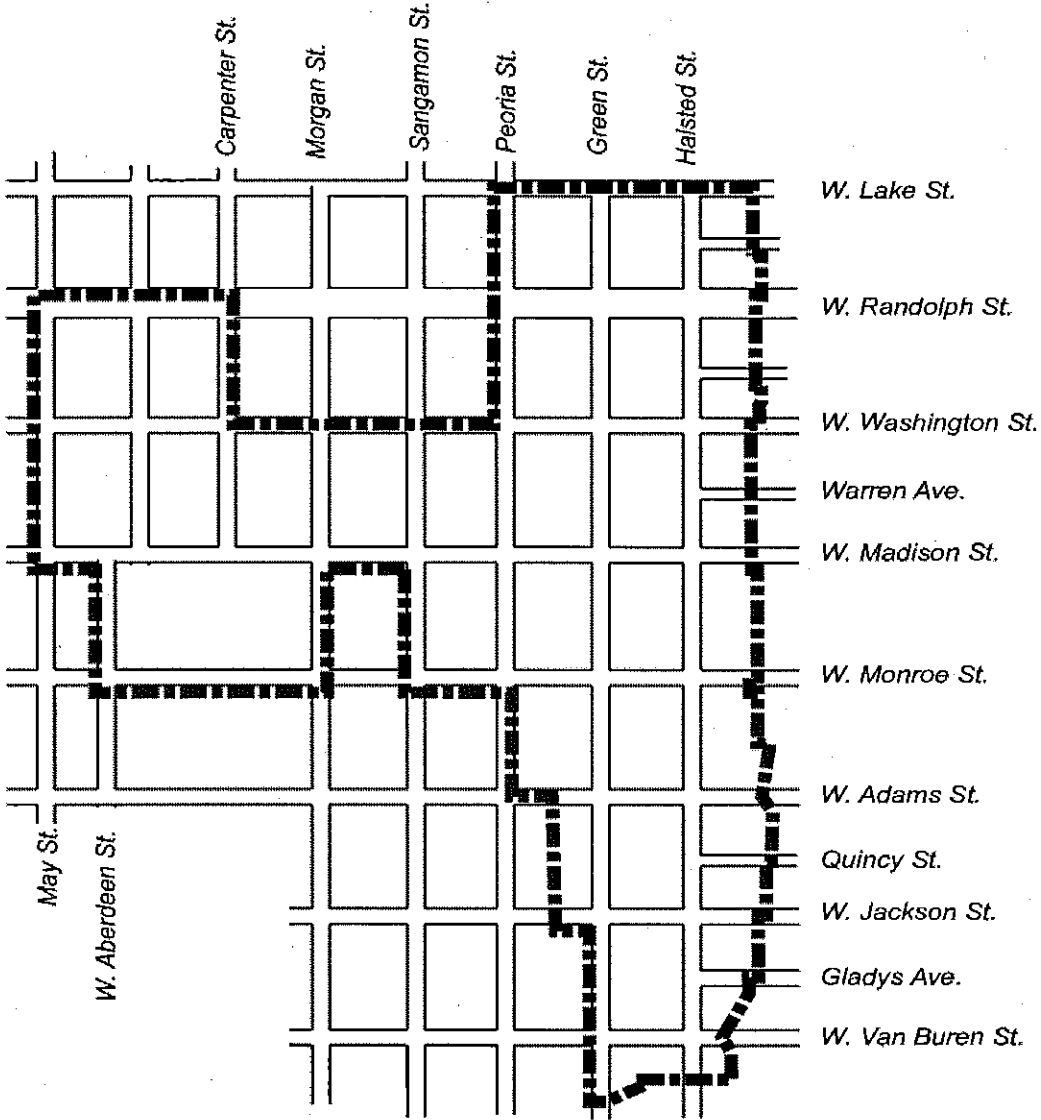 Carpenter St.
Morgan St.
Sangamon St.
Peoria St.
Green St.
Halsted St.
W. Lake St.
W. Randolph St.
W. Washington St.
Warren Ave.
W. Madison St.
W. Monroe St.
W. Adams St.
May St.
W. Aberdeen St.
Quincy St.
W. Jackson St.
Gladys Ave.
W. Van Buren St.